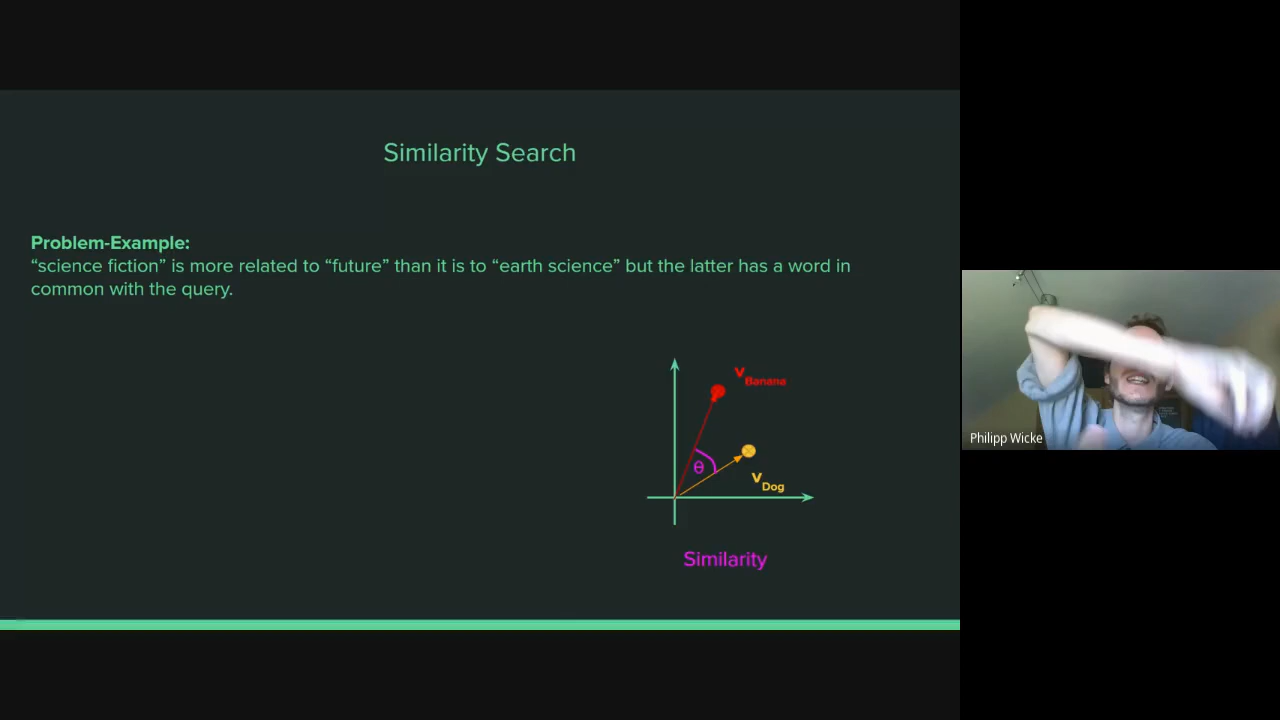 Similarity Search
Problem-Example:
“science fiction” is more related to “future” than it is to “earth science” but the latter has a word in
common with the query.
v Banana
θ
v Dog
Similarity
Philipp Wicke